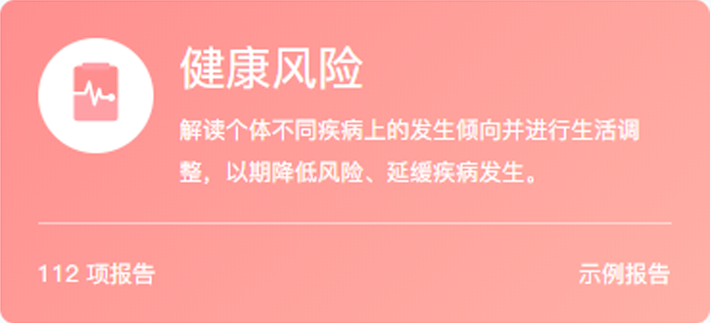 健康风险
解读个体不同疾病上的发生倾向并进行生活调
整，以期降低风险、延缓疾病发生。
112 项报告
示例报告